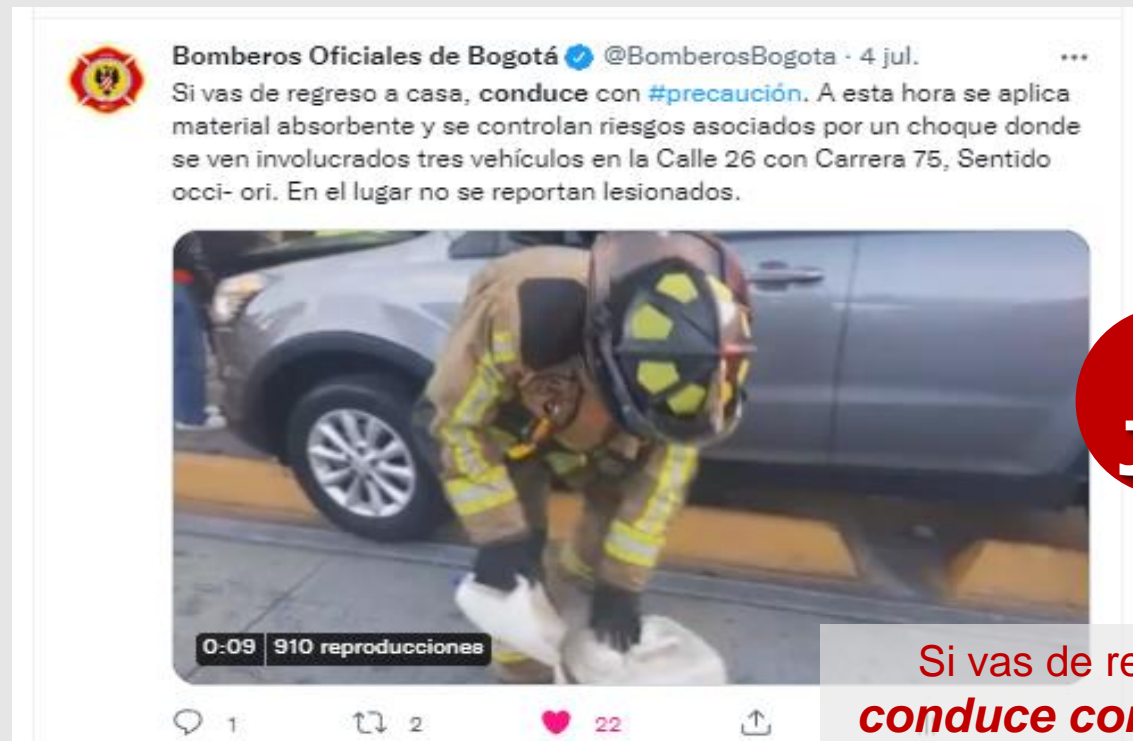 Bomberos Oficiales de Bogotá @BomberosBogota · 4 jul.
Si vas de regreso a casa, conduce con #precaución. A esta hora se aplica
material absorbente y se controlan riesgos asociados por un choque donde
se ven involucrados tres vehículos en la Calle 26 con Carrera 75, Sentido
occi- ori. En el lugar no se reportan lesionados.
0:09 910 reproducciones
1 2 22
Si vas de re
conduce con